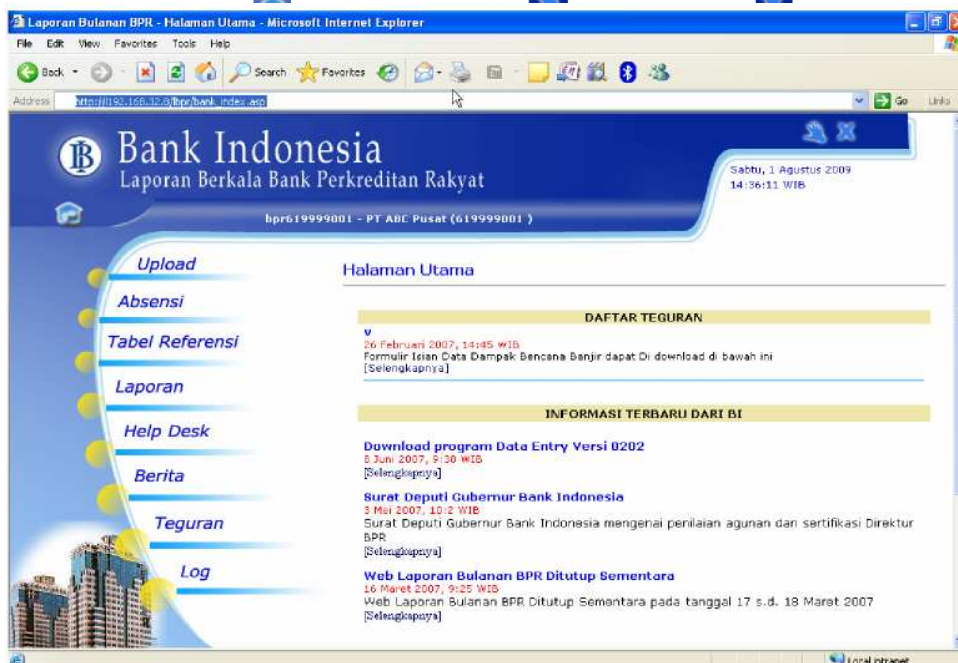 Laporan Bulanan BPR - Halaman Utama - Microsoft Internet Explorer
File Edit View Favorites Tools Help
Back Search Favorites
Address http://192.168.32.8/lbpr/bank_index.asp Go Links
Bank Indonesia
Laporan Berkala Bank Perkreditan Rakyat
Sabtu, 1 Agustus 2009
14:36:11 WIB
bpr619999001 - PT ABC Pusat (619999001 )
Upload
Absensi
Tabel Referensi
Laporan
Help Desk
Berita
Teguran
Log
Halaman Utama
DAFTAR TEGURAN
v
26 Februari 2007, 14:45 WIB
Formulir Isian Data Dampak Bencana Banjir dapat Di download di bawah ini
[Selengkapnya]
INFORMASI TERBARU DARI BI
Download program Data Entry Versi 0202
8 Juni 2007, 9:38 WIB
[Selengkapnya]
Surat Deputi Gubernur Bank Indonesia
3 Mei 2007, 10:2 WIB
Surat Deputi Gubernur Bank Indonesia mengenai penilaian agunan dan sertifikasi Direktur
BPR
[Selengkapnya]
Web Laporan Bulanan BPR Ditutup Sementara
16 Maret 2007, 9:25 WIB
Web Laporan Bulanan BPR Ditutup Sementara pada tanggal 17 s.d. 18 Maret 2007
[Selengkapnya]
Local intranet